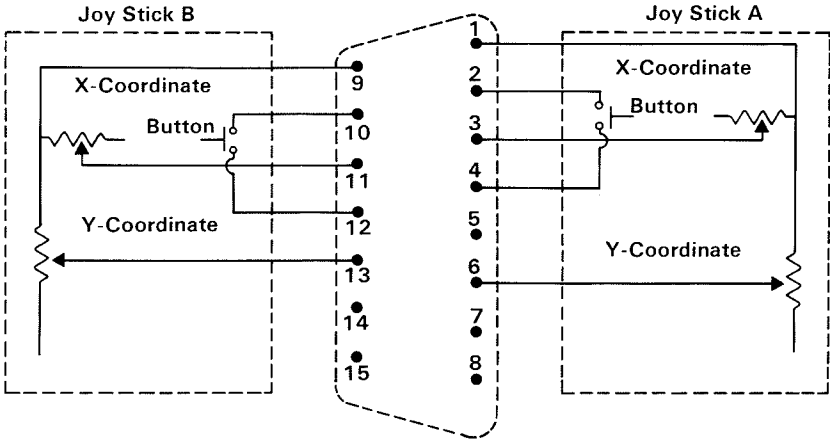 Joy Stick B
Joy Stick A
X-Coordinate
Button
Y-Coordinate
9
10
11
12
13
14
15
1
2
3
4
5
6
7
8
X-Coordinate
Button
Y-Coordinate